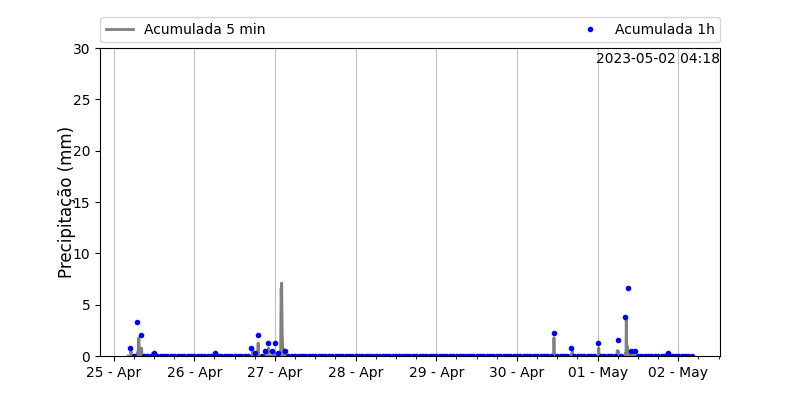 Acumulada 5 min
Acumulada 1h
2023-05-02 04:18
Precipitação (mm)
30
25
20
15
10
5
0
25 - Apr
26 - Apr
27 - Apr
28 - Apr
29 - Apr
30 - Apr
01 - May
02 - May